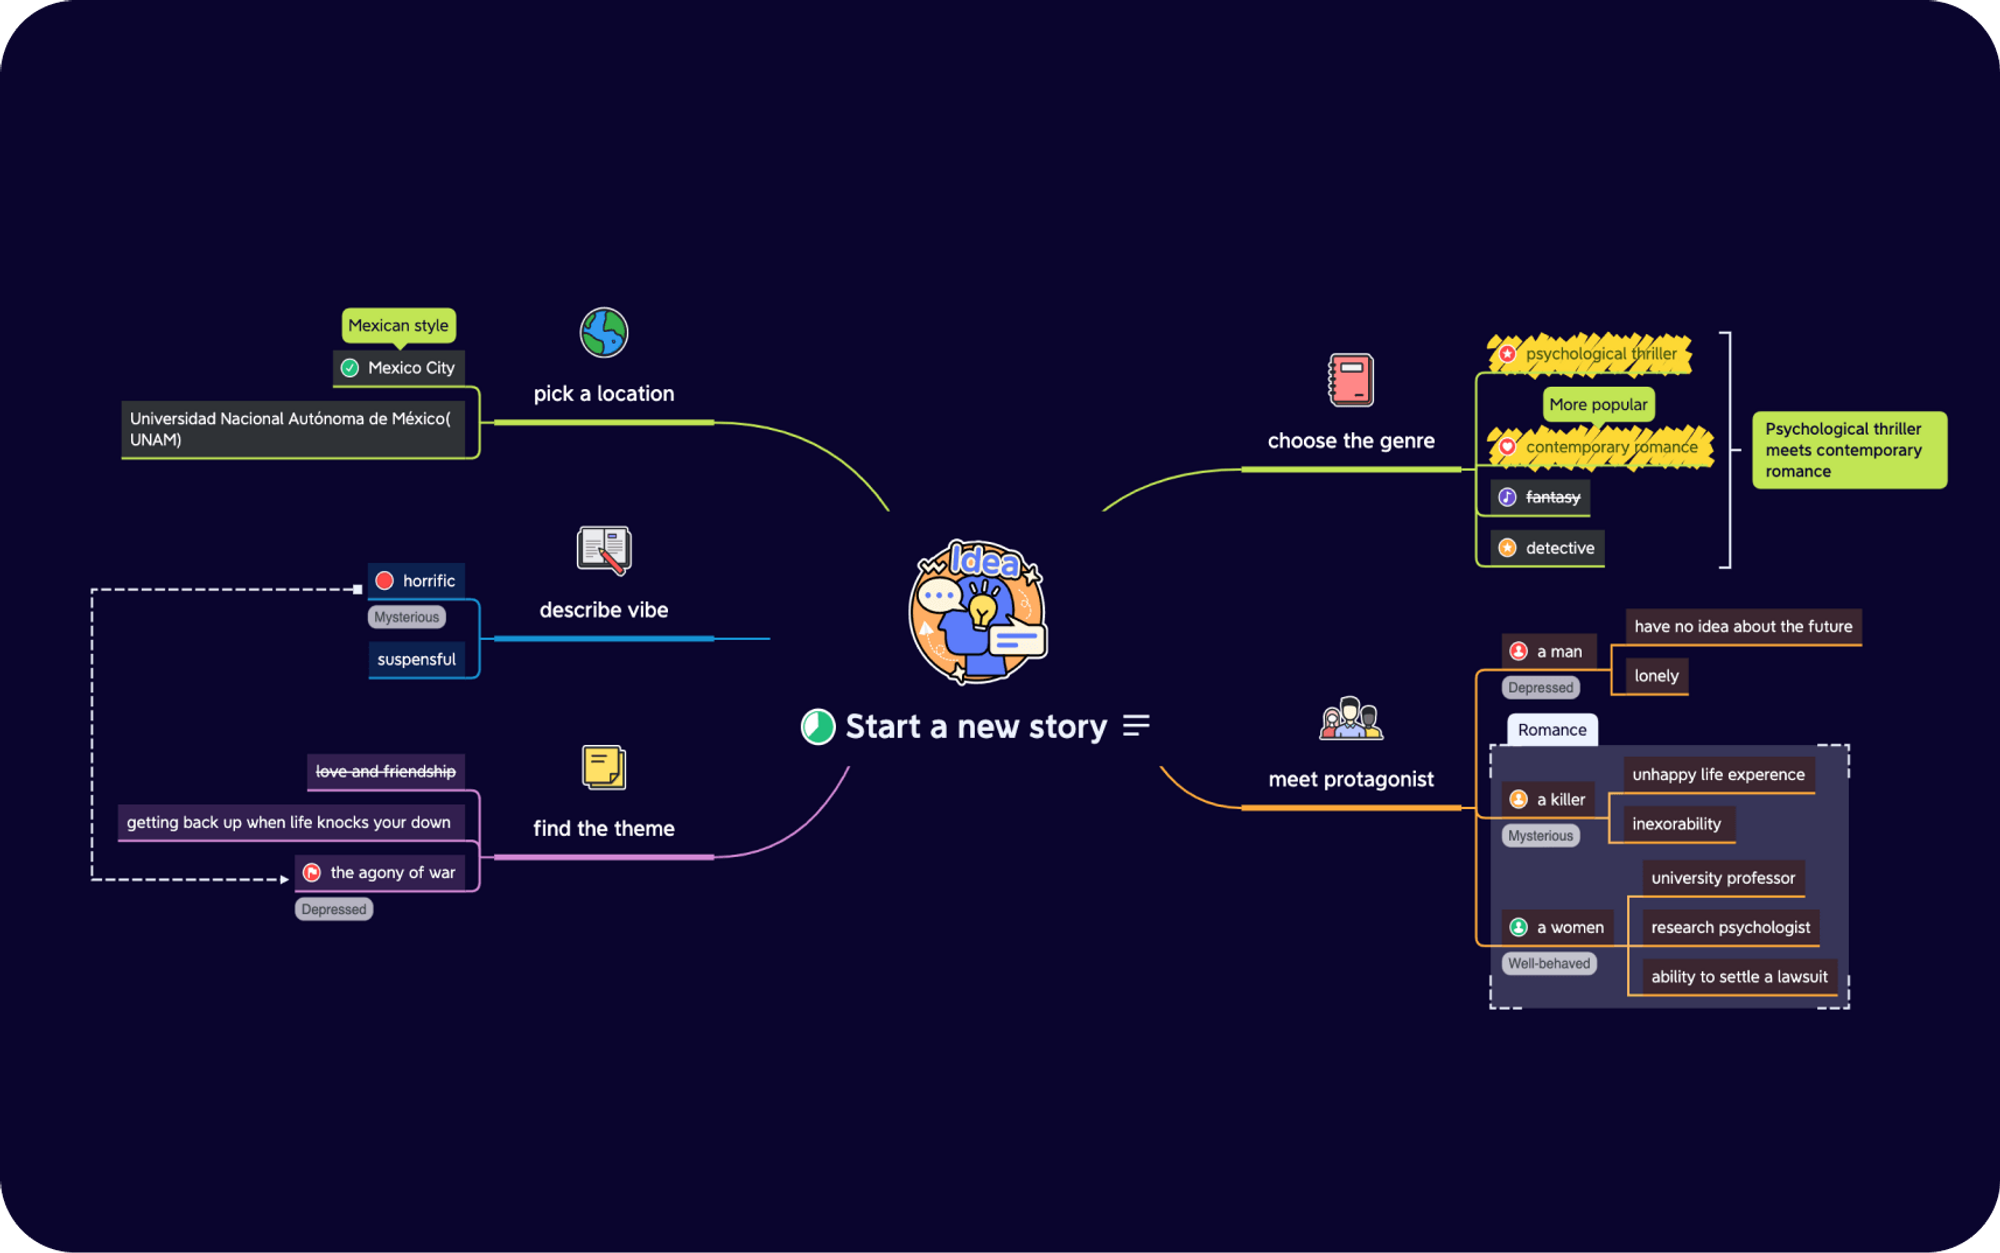 Mexican style
Mexico City
Universidad Nacional Autónoma de México(
UNAM)
pick a location
horrific
Mysterious
suspensful
describe vibe
love and friendship
getting back up when life knocks your down
the agony of war
Depressed
find the theme
Idea
Start a new story
choose the genre
psychological thriller
More popular
contemporary romance
fantasy
detective
Psychological thriller
meets contemporary
romance
meet protagonist
a man
Depressed
have no idea about the future
lonely
Romance
a killer
Mysterious
unhappy life experence
inexorability
a women
Well-behaved
university professor
research psychologist
ability to settle a lawsuit